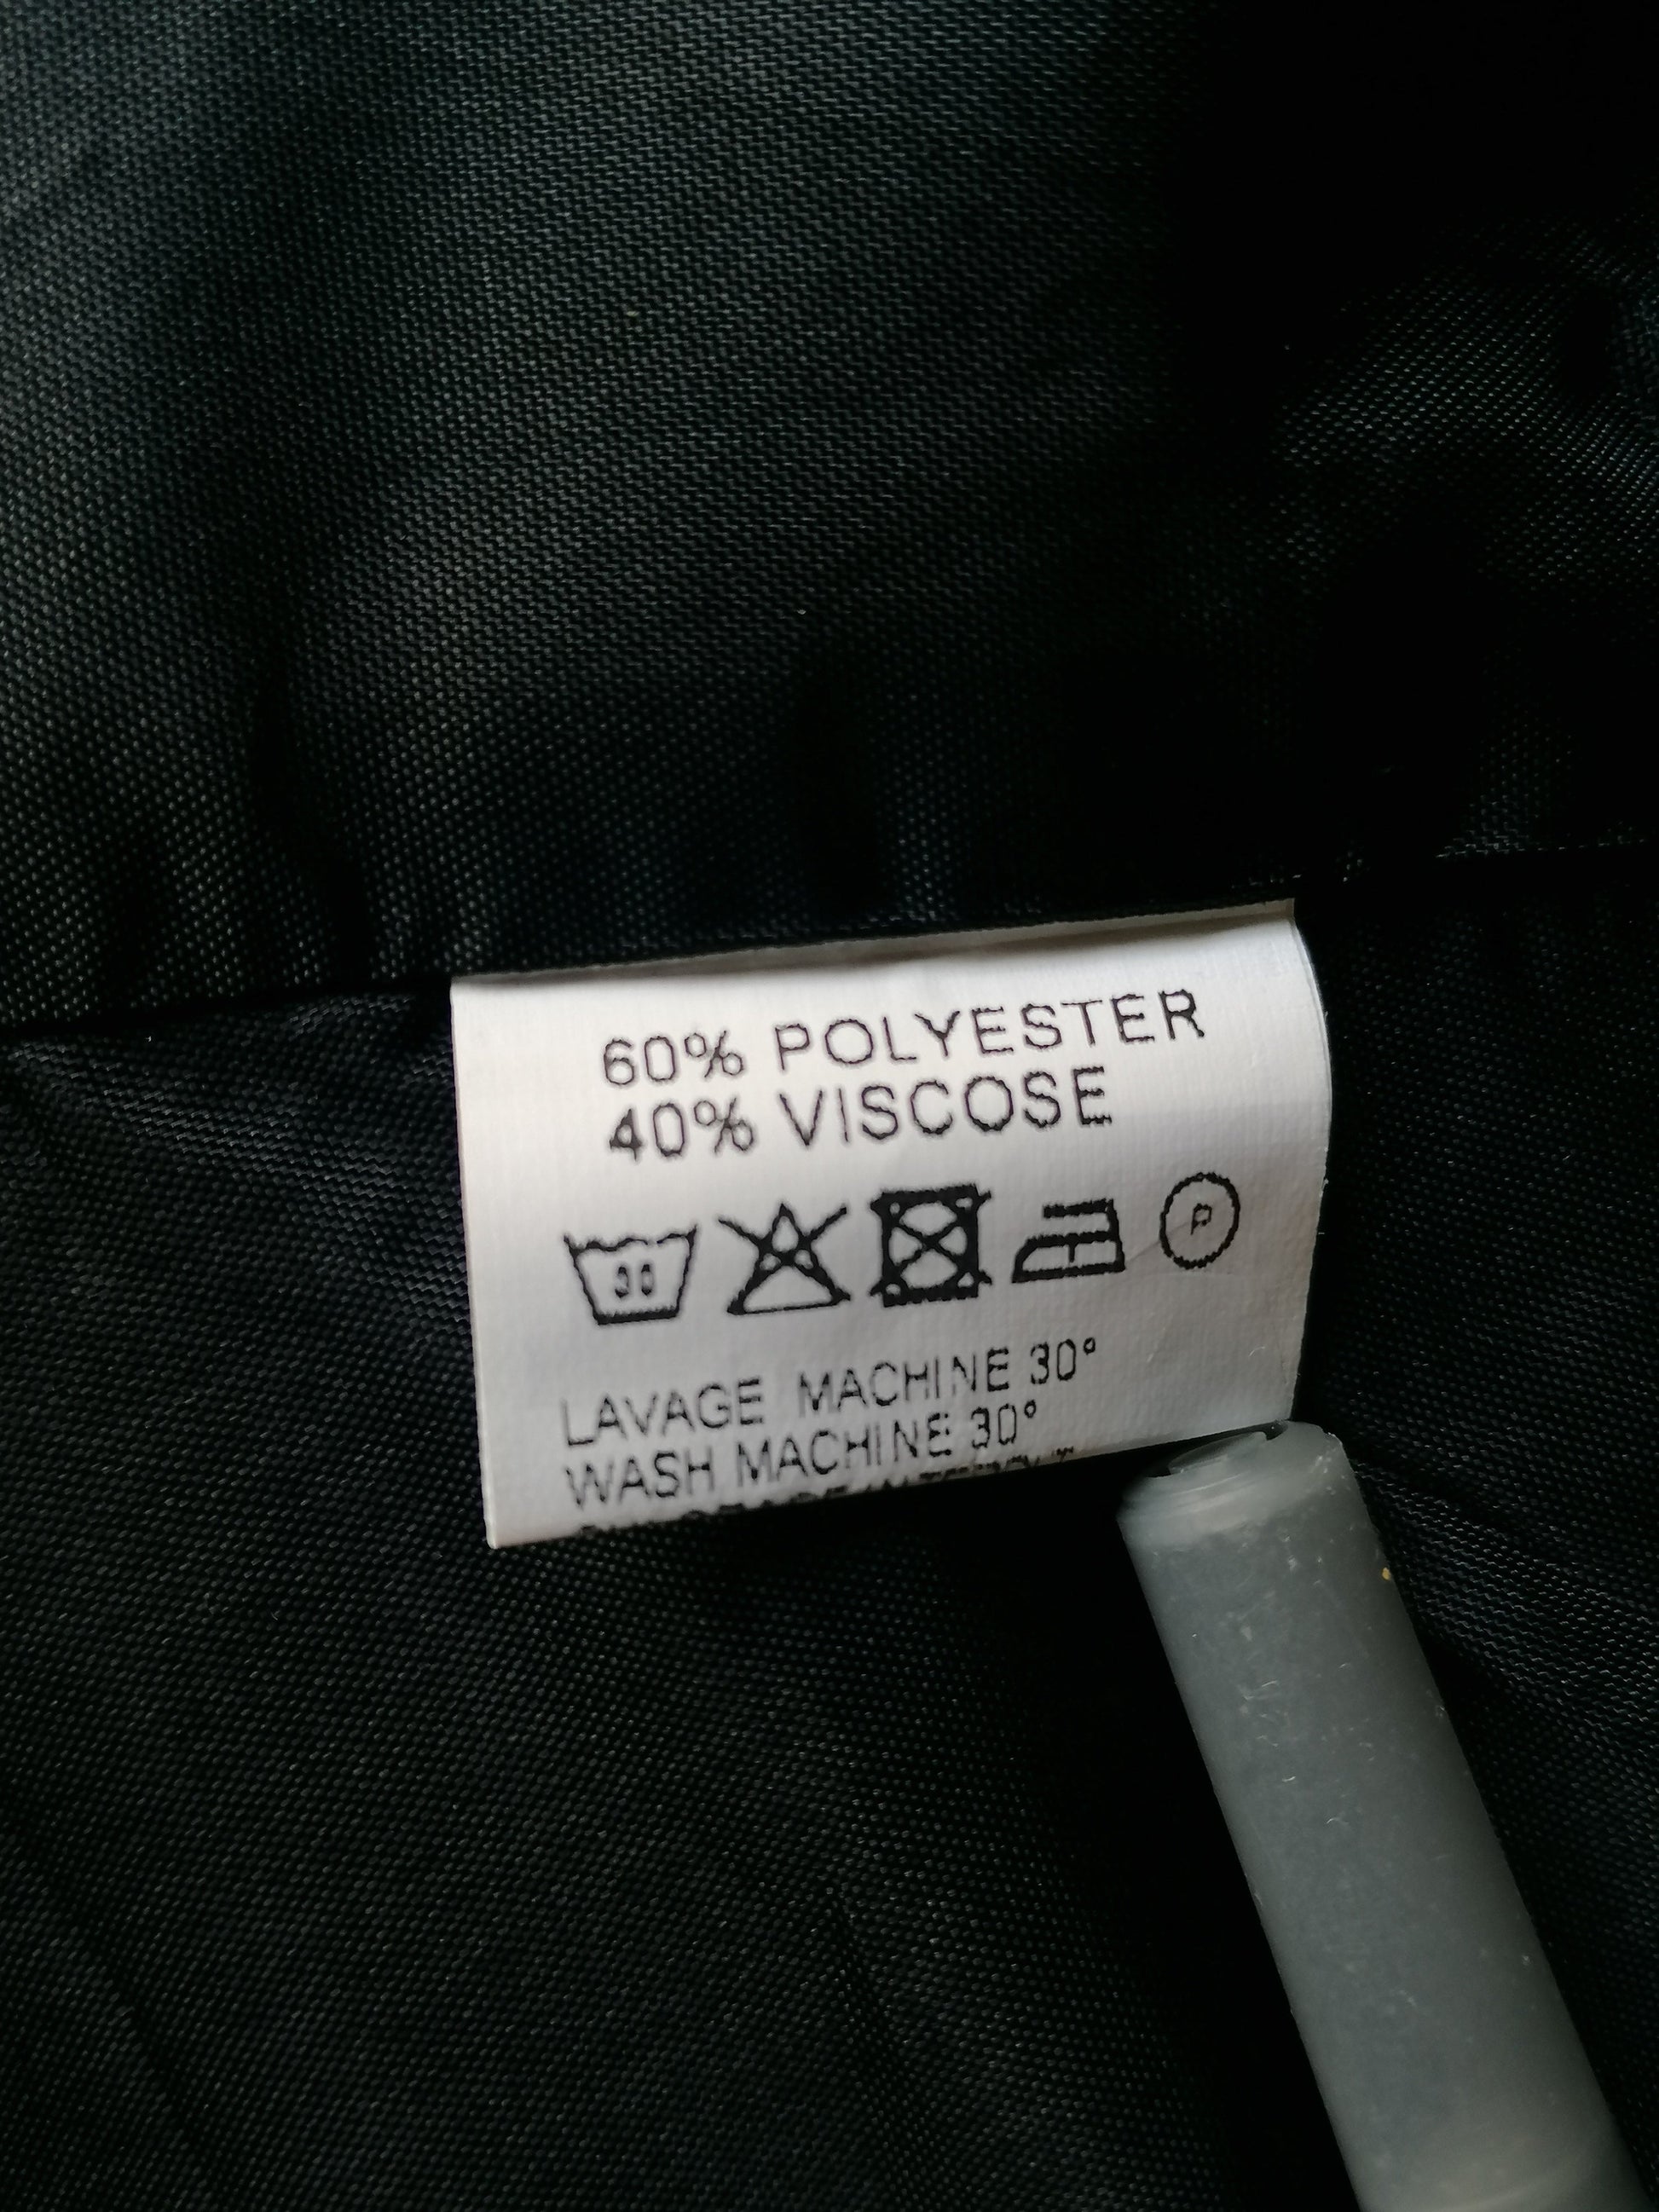 60% POLYESTER
40% VISCOSE
30
P
LAVAGE MACHINE 30°
WASH MACHINE 30°